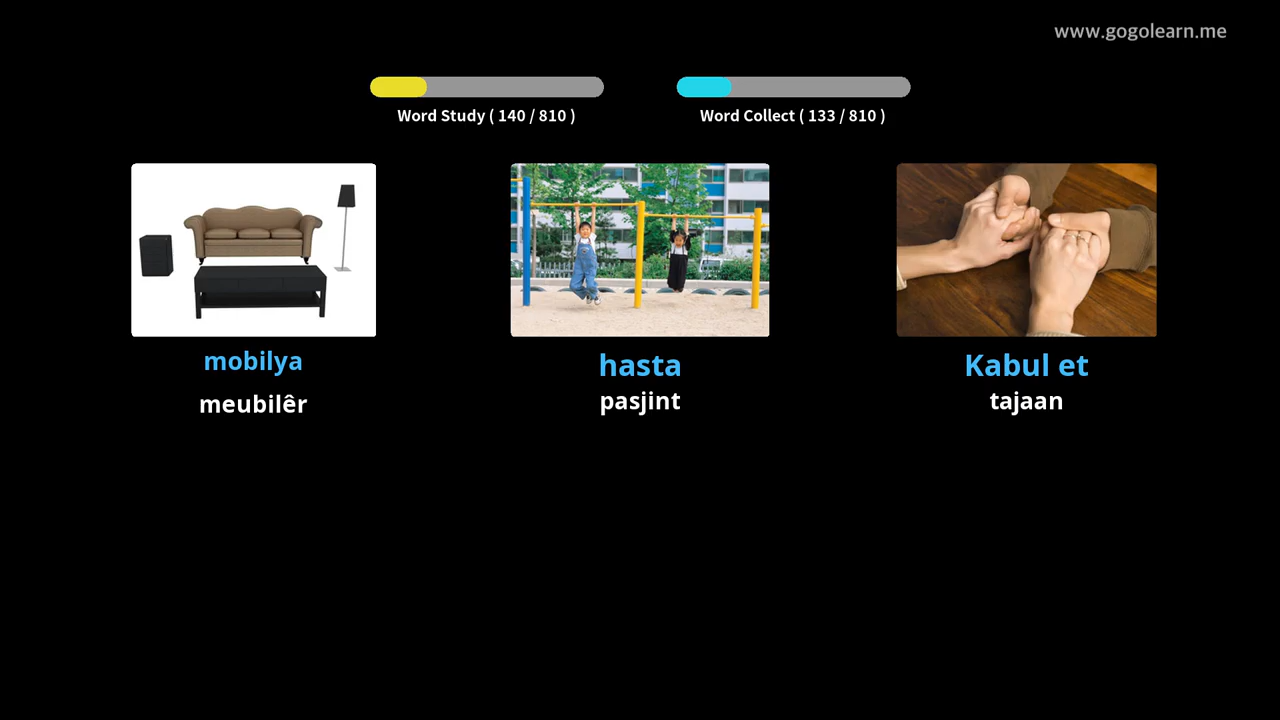 www.gogolearn.me
Word Study ( 140 / 810 )
Word Collect ( 133 / 810 )
mobilya
meubilêr
hasta
pasjint
Kabul et
tajaan